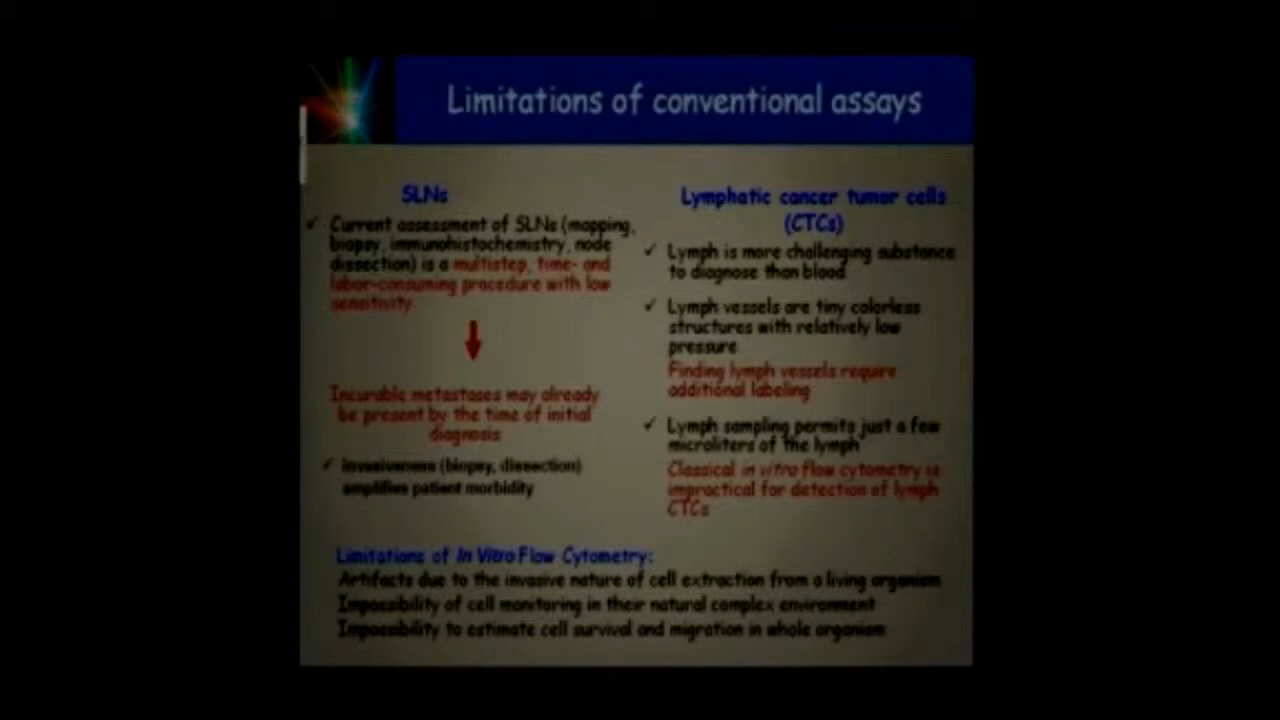 Limitations of conventional assays
SLNs
✓ Current assessment of SLNs (mapping,
biopsy, immunohistochemistry, node
dissection) is a multistep, time- and
labor-consuming procedure with low
sensitivity
Incurable metastases may already
be present by the time of initial
diagnosis
✓ Invasiveness (biopsy, dissection)
amplifies patient morbidity
Lymphatic cancer tumor cells
(CTCs)
✓ Lymph is more challenging substance
to diagnose than blood
✓ Lymph vessels are tiny colorless
structures with relatively low
pressure
Finding lymph vessels require
additional labeling
✓ Lymph sampling permits just a few
microliters of the lymph
Classical in vitro flow cytometry is
impractical for detection of lymph
CTCs
Limitations of In Vitro Flow Cytometry:
Artifacts due to the invasive nature of cell extraction from a living organism
Impossibility of cell monitoring in their natural complex environment
Impossibility to estimate cell survival and migration in whole organism